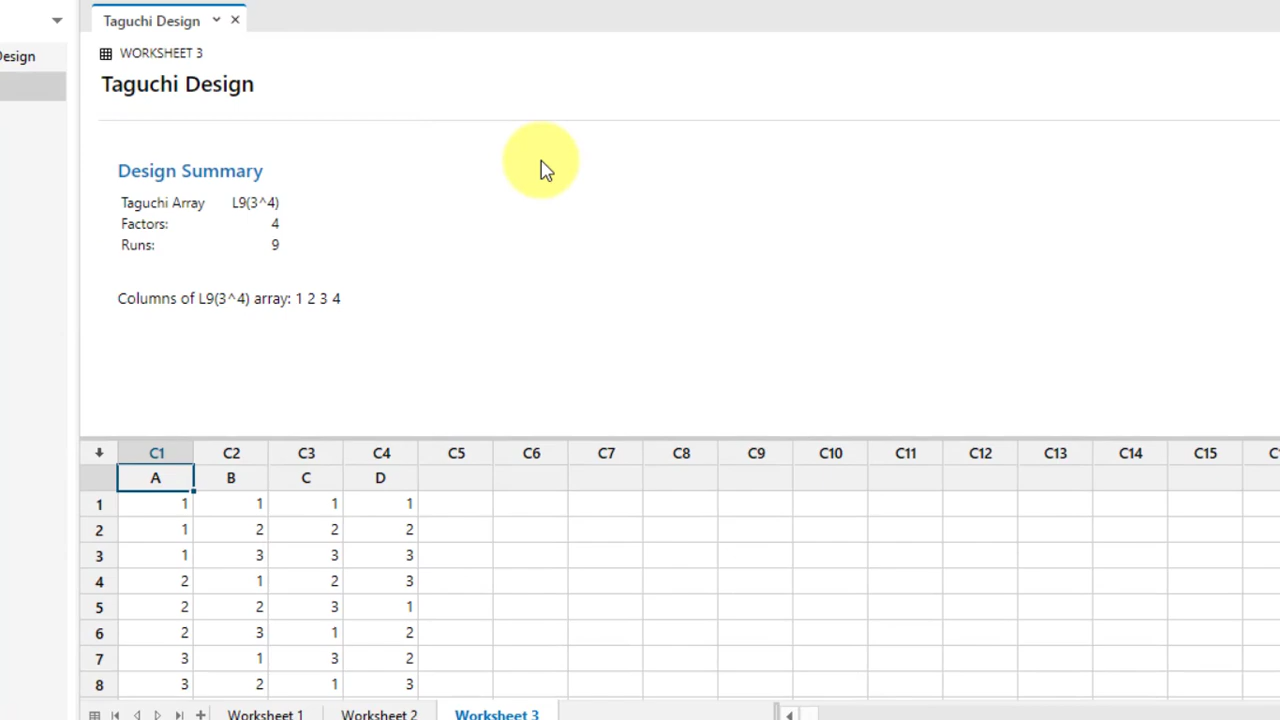 Taguchi Design
Design
WORKSHEET 3
Taguchi Design
Design Summary
Taguchi Array L9(3^4)
Factors: 4
Runs: 9
Columns of L9(3^4) array: 1 2 3 4
C1 C2 C3 C4 C5 C6 C7 C8 C9 C10 C11 C12 C13 C14 C15
A B C D
1 1 1 1 1
2 1 2 2 2
3 1 3 3 3
4 2 1 2 3
5 2 2 3 1
6 2 3 1 2
7 3 1 3 2
8 3 2 1 3
Worksheet 1 Worksheet 2 Worksheet 3